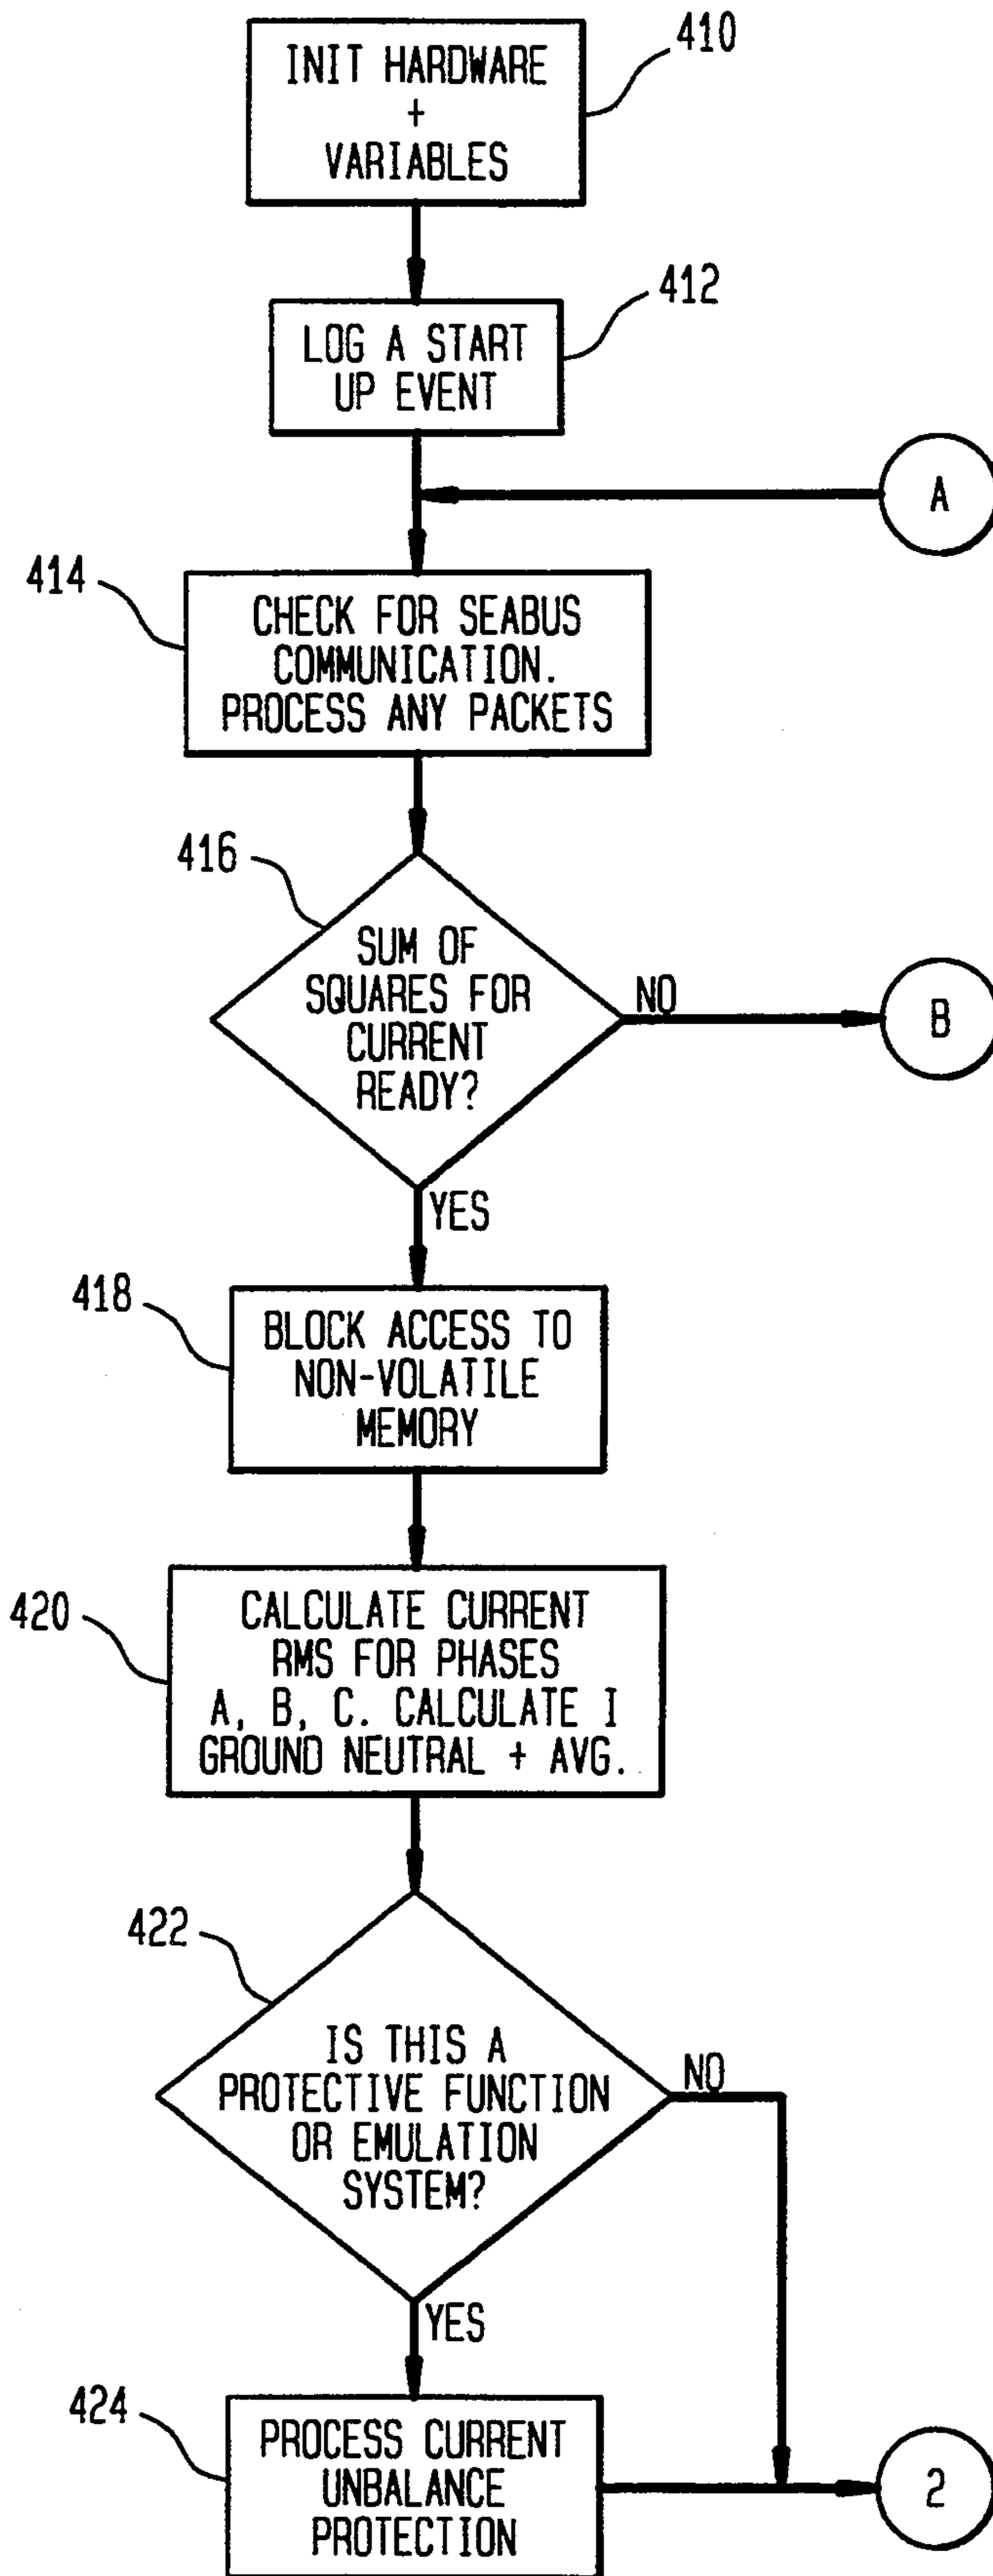 INIT HARDWARE
+
VARIABLES
410
LOG A START
UP EVENT
412
A
414
CHECK FOR SEABUS
COMMUNICATION.
PROCESS ANY PACKETS
416
SUM OF
SQUARES FOR
CURRENT
READY?
NO
B
YES
418
BLOCK ACCESS TO
NON-VOLATILE
MEMORY
420
CALCULATE CURRENT
RMS FOR PHASES
A, B, C. CALCULATE I
GROUND NEUTRAL + AVG.
422
IS THIS A
PROTECTIVE FUNCTION
OR EMULATION
SYSTEM?
NO
YES
424
PROCESS CURRENT
UNBALANCE
PROTECTION
2